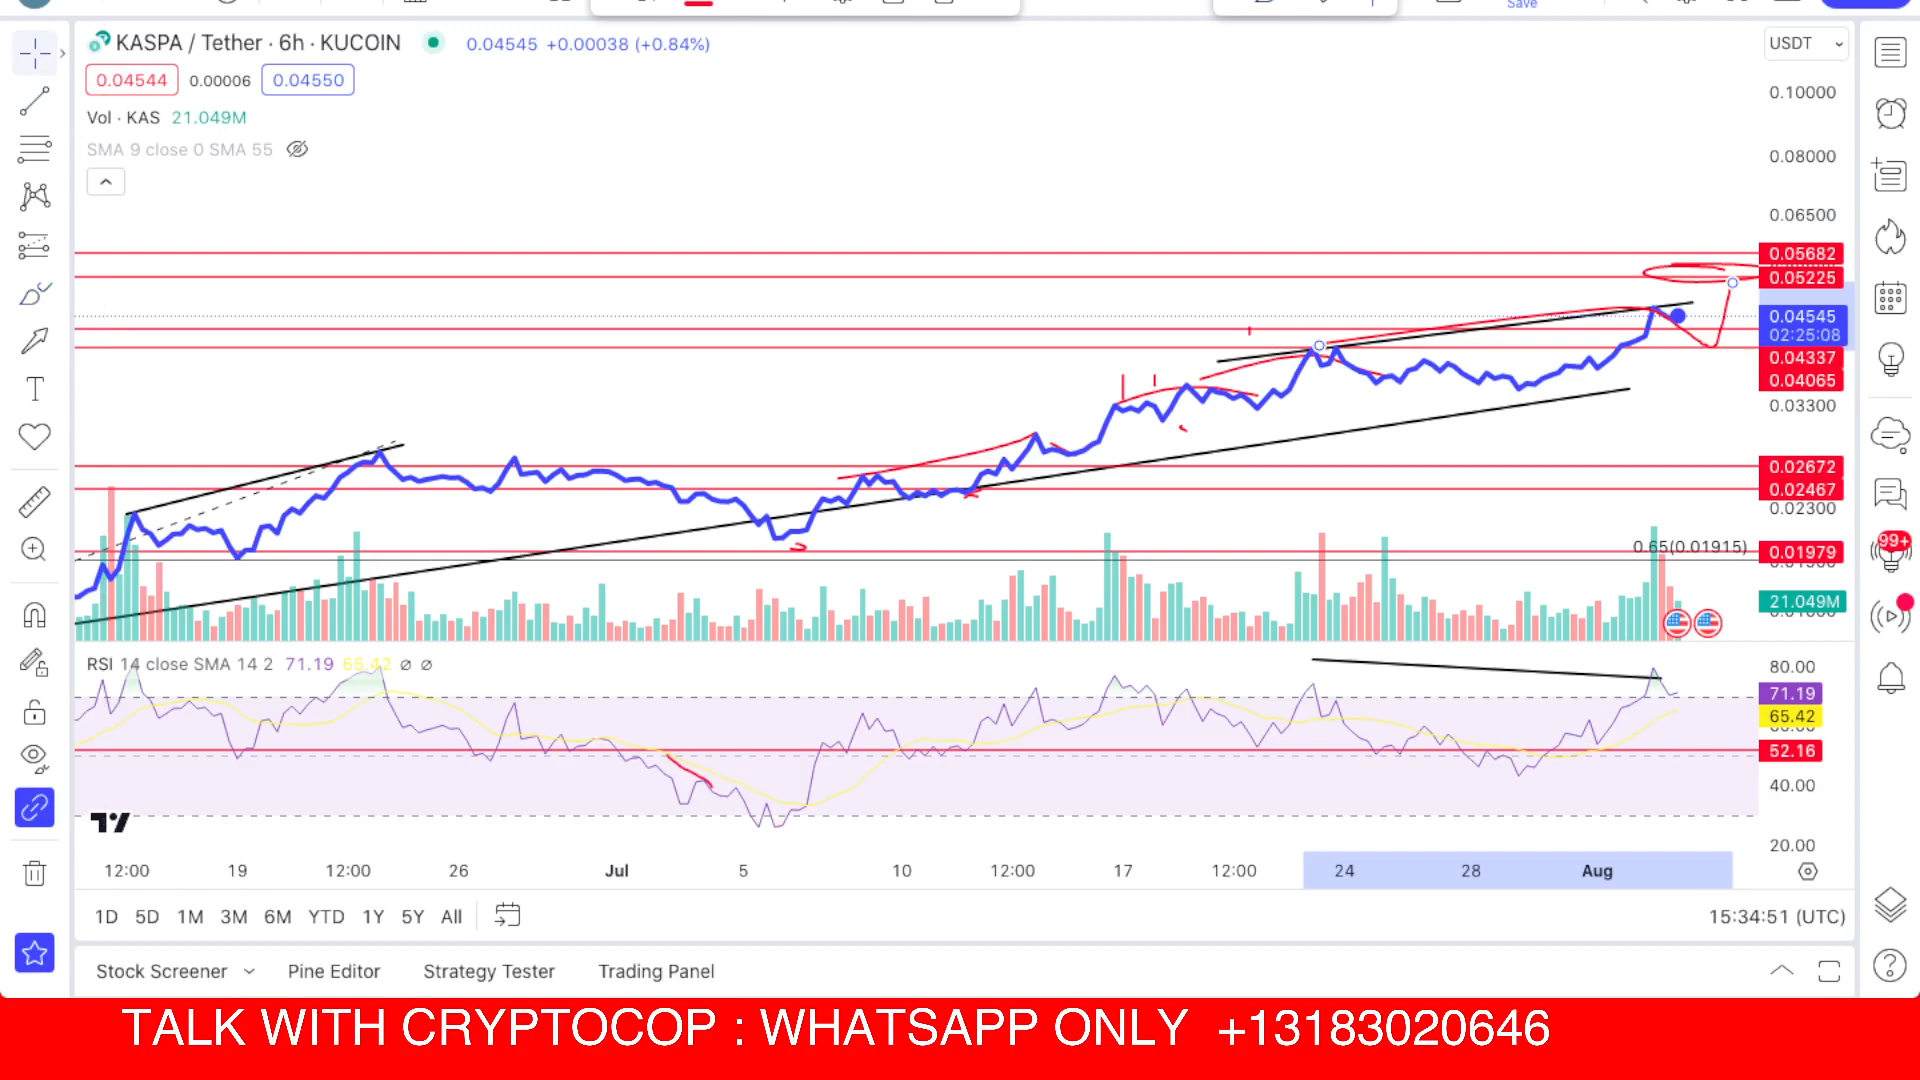 Save
KASPA / Tether · 6h · KUCOIN 0.04545 +0.00038 (+0.84%)
USDT
0.04544 0.00006 0.04550
0.10000
Vol · KAS 21.049M
SMA 9 close 0 SMA 55
0.08000
0.06500
0.05682
0.05225
0.04545
02:25:08
0.04337
0.04065
0.03300
0.02672
0.02467
0.02300
99+
0.65(0.01915)
0.01979
21.049M
RSI 14 close SMA 14 2 71.19 65.42 ∅ ∅
80.00
71.19
65.42
52.16
40.00
20.00
12:00 19 12:00 26 Jul 5 10 12:00 17 12:00 24 28 Aug
1D 5D 1M 3M 6M YTD 1Y 5Y All
15:34:51 (UTC)
Stock Screener Pine Editor Strategy Tester Trading Panel
TALK WITH CRYPTOCOP : WHATSAPP ONLY +13183020646